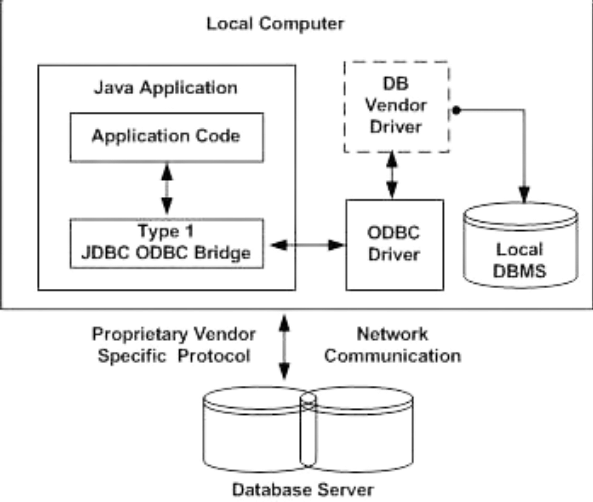 Local Computer
Java Application
Application Code
Type 1
JDBC ODBC Bridge
DB
Vendor
Driver
ODBC
Driver
Local
DBMS
Proprietary Vendor
Specific Protocol
Network
Communication
Database Server